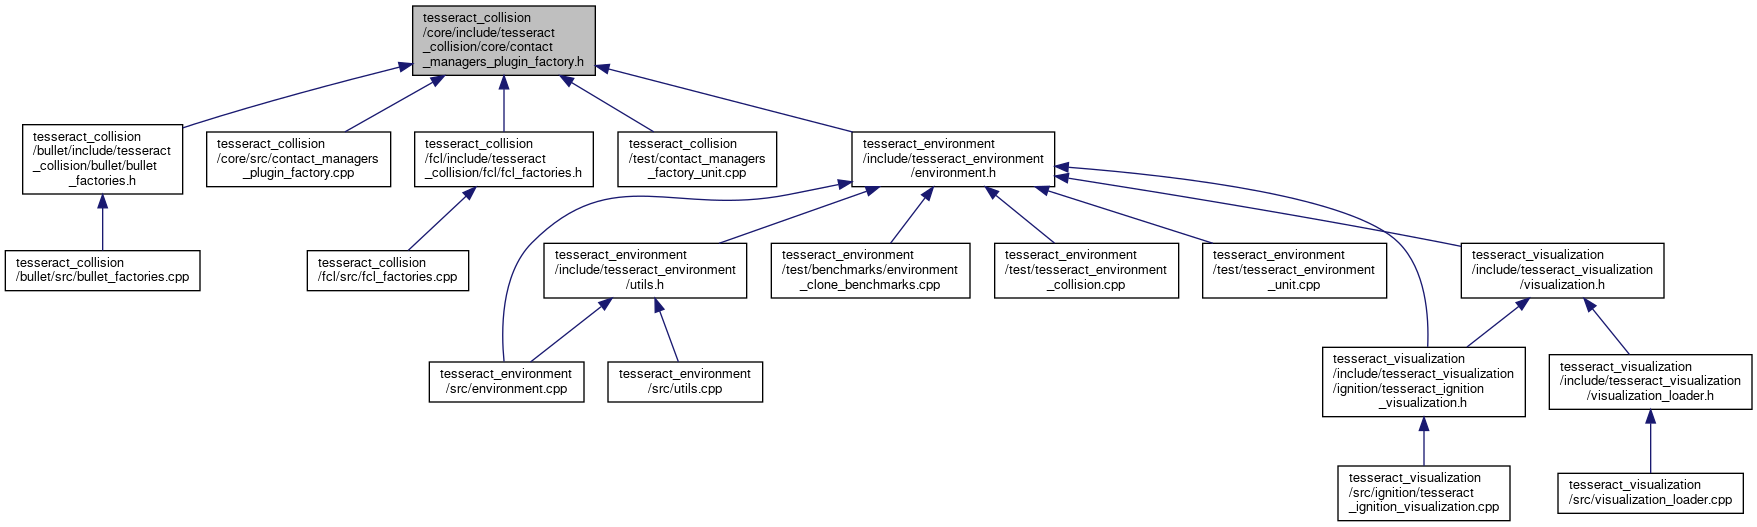 tesseract_collision
/core/include/tesseract
_collision/core/contact
_managers_plugin_factory.h
tesseract_collision
/bullet/include/tesseract
_collision/bullet/bullet
_factories.h
tesseract_collision
/core/src/contact_managers
_plugin_factory.cpp
tesseract_collision
/fcl/include/tesseract
_collision/fcl/fcl_factories.h
tesseract_collision
/test/contact_managers
_factory_unit.cpp
tesseract_environment
/include/tesseract_environment
/environment.h
tesseract_collision
/bullet/src/bullet_factories.cpp
tesseract_collision
/fcl/src/fcl_factories.cpp
tesseract_environment
/include/tesseract_environment
/utils.h
tesseract_environment
/test/benchmarks/environment
_clone_benchmarks.cpp
tesseract_environment
/test/tesseract_environment
_collision.cpp
tesseract_environment
/test/tesseract_environment
_unit.cpp
tesseract_visualization
/include/tesseract_visualization
/visualization.h
tesseract_environment
/src/environment.cpp
tesseract_environment
/src/utils.cpp
tesseract_visualization
/include/tesseract_visualization
/ignition/tesseract_ignition
_visualization.h
tesseract_visualization
/include/tesseract_visualization
/visualization_loader.h
tesseract_visualization
/src/ignition/tesseract
_ignition_visualization.cpp
tesseract_visualization
/src/visualization_loader.cpp